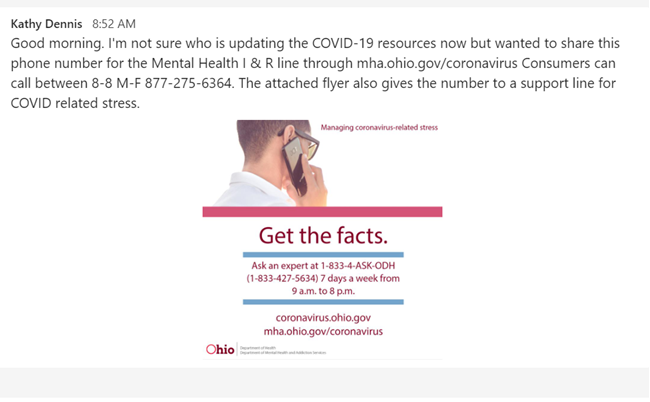 Kathy Dennis 8:52 AM
Good morning. I'm not sure who is updating the COVID-19 resources now but wanted to share this
phone number for the Mental Health I & R line through mha.ohio.gov/coronavirus Consumers can
call between 8-8 M-F 877-275-6364. The attached flyer also gives the number to a support line for
COVID related stress.
Managing coronavirus-related stress
Get the facts.
Ask an expert at 1-833-4-ASK-ODH
(1-833-427-5634) 7 days a week from
9 a.m. to 8 p.m.
coronavirus.ohio.gov
mha.ohio.gov/coronavirus
Ohio
Department of Health
Department of Mental Health and Addiction Services